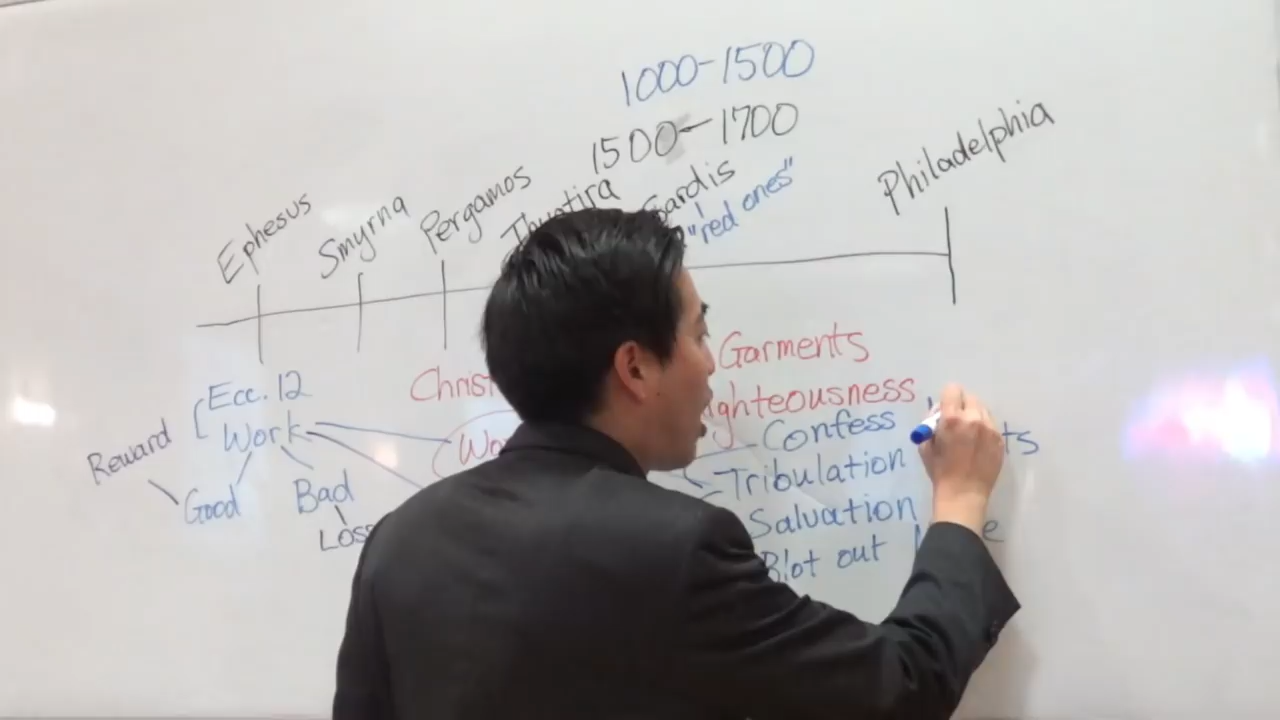 1000-1500
1500-1700
Philadelphia
Ephesus
Smyrna
Pergamos
Thyatira
Sardis
"red ones"
Garments
Ecc. 12
Christ
Reward
Work
Confess
Tribulation
Good
Bad
Salvation
Loss
Blot out